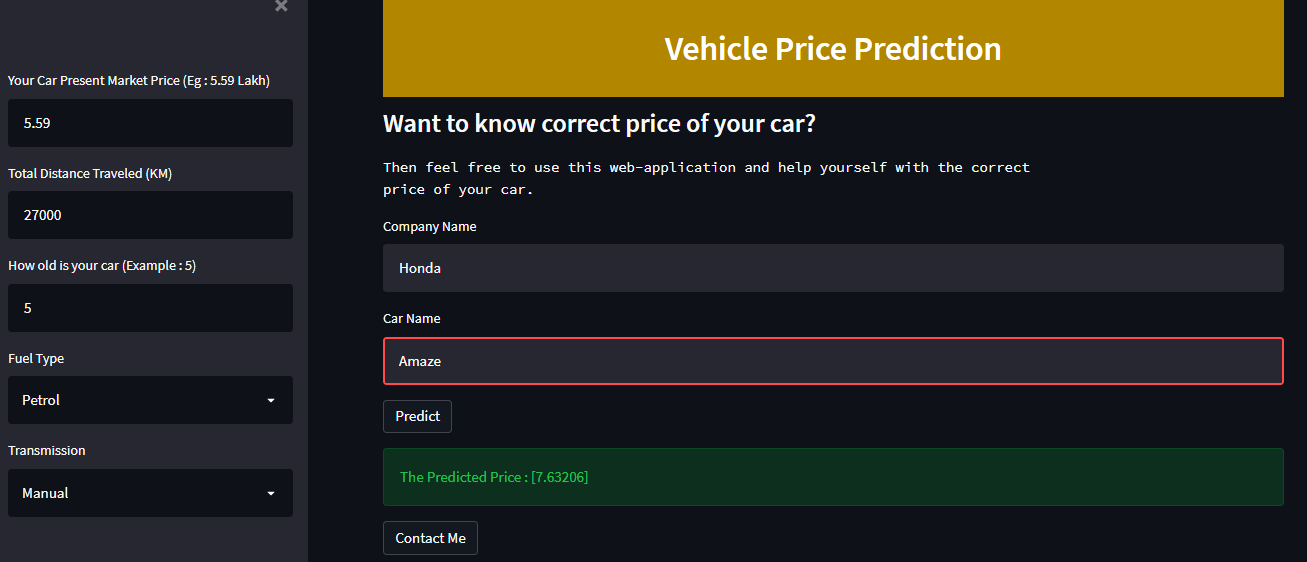 Your Car Present Market Price (Eg : 5.59 Lakh)
5.59
Total Distance Traveled (KM)
27000
How old is your car (Example : 5)
5
Fuel Type
Petrol
Transmission
Manual
Vehicle Price Prediction
Want to know correct price of your car?
Then feel free to use this web-application and help yourself with the correct
price of your car.
Company Name
Honda
Car Name
Amaze
Predict
The Predicted Price : [7.63206]
Contact Me